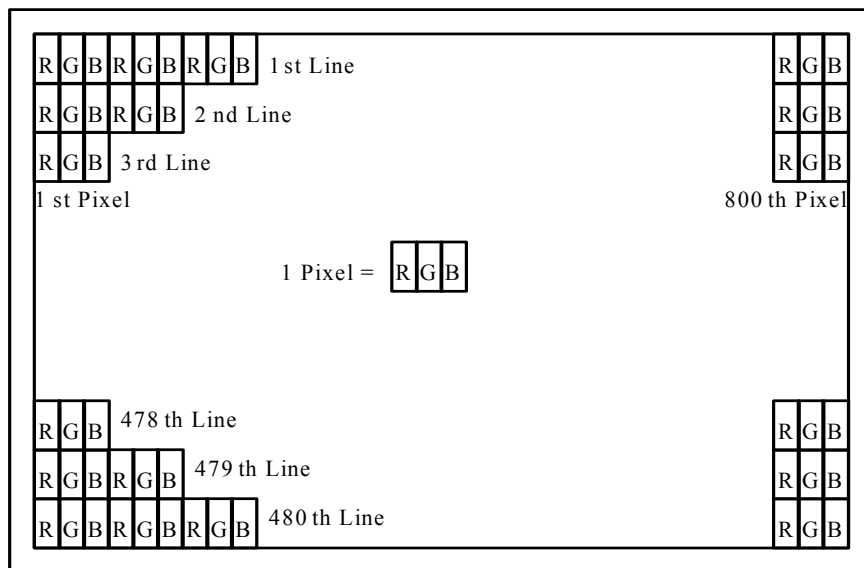 R G B R G B R G B 1 st Line R G B
R G B R G B 2 nd Line R G B
R G B 3 rd Line R G B
1 st Pixel 800 th Pixel
1 Pixel = R G B
R G B 478 th Line R G B
R G B R G B 479 th Line R G B
R G B R G B R G B 480 th Line R G B